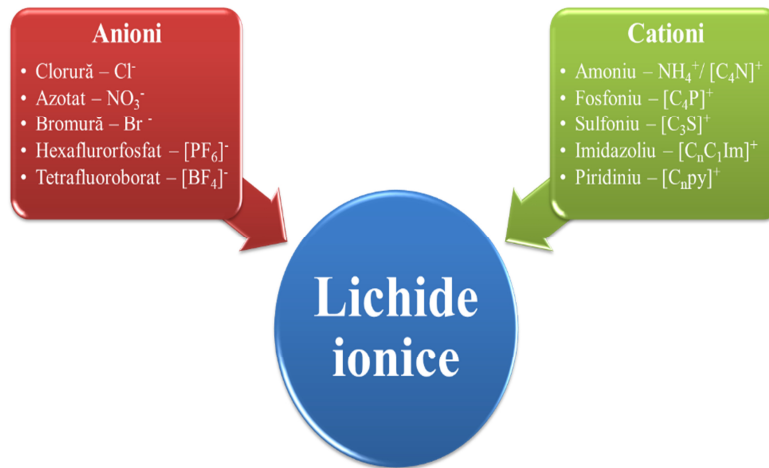 Anioni
• Clorură – Cl⁻
• Azotat – NO₃⁻
• Bromură – Br ⁻
• Hexaflurorfosfat – [PF₆]⁻
• Tetrafluoroborat – [BF₄]⁻
Cationi
• Amoniu – NH₄⁺/ [C₄N]⁺
• Fosfoniu – [C₄P]⁺
• Sulfoniu – [C₃S]⁺
• Imidazoliu – [CₙC₁Im]⁺
• Piridiniu – [Cₙpy]⁺
Lichide
ionice